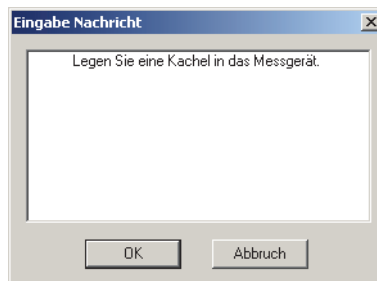 Eingabe Nachricht
Legen Sie eine Kachel in das Messgerät.
OK Abbruch